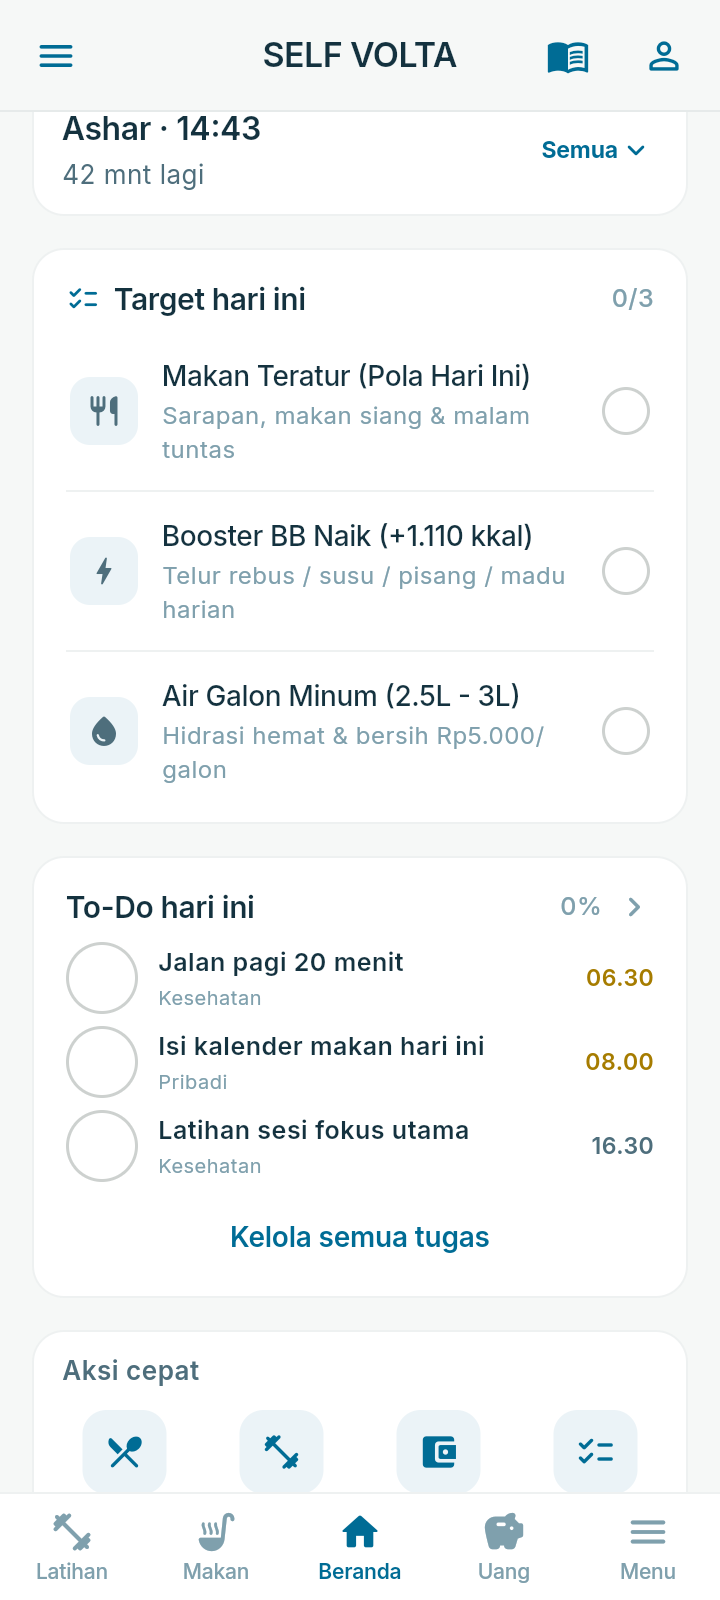 SELF VOLTA
Ashar · 14:43
42 mnt lagi
Semua
Target hari ini
0/3
Makan Teratur (Pola Hari Ini)
Sarapan, makan siang & malam
tuntas
Booster BB Naik (+1.110 kkal)
Telur rebus / susu / pisang / madu
harian
Air Galon Minum (2.5L - 3L)
Hidrasi hemat & bersih Rp5.000/
galon
To-Do hari ini
0%
Jalan pagi 20 menit
06.30
Kesehatan
Isi kalender makan hari ini
08.00
Pribadi
Latihan sesi fokus utama
16.30
Kesehatan
Kelola semua tugas
Aksi cepat
Latihan
Makan
Beranda
Uang
Menu